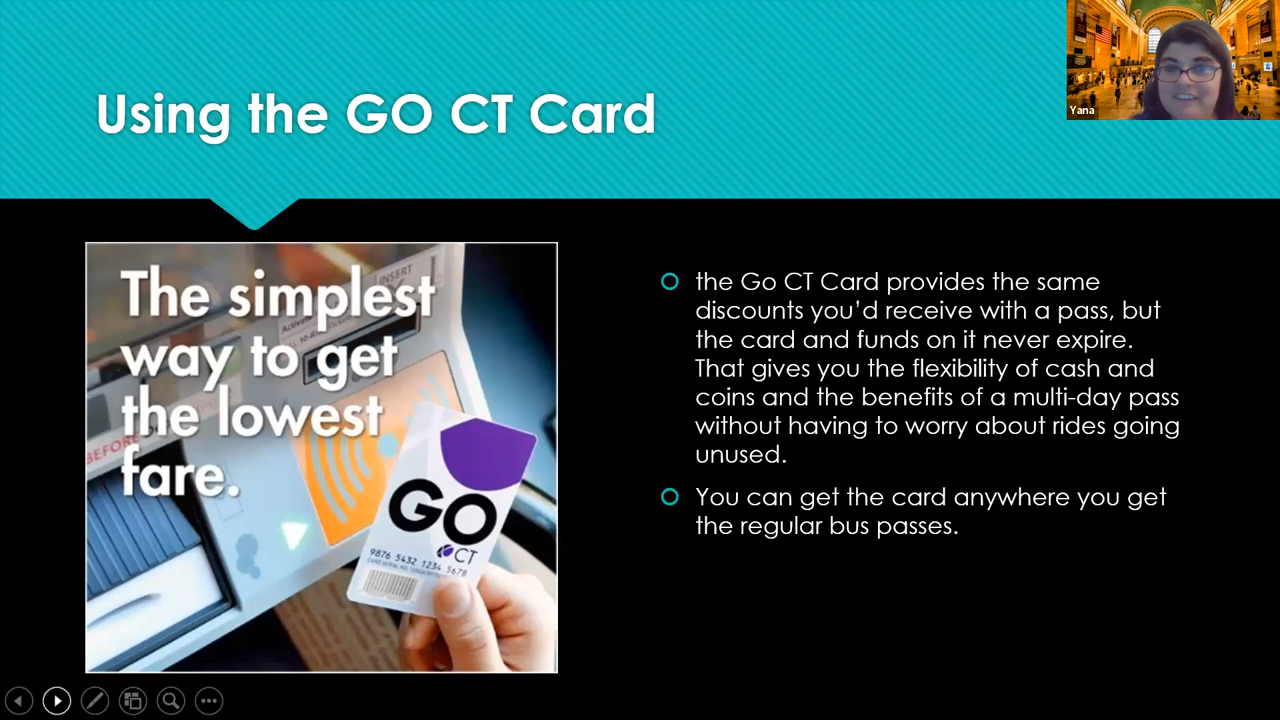 Using the GO CT Card
Yana
The simplest
way to get
the lowest
fare.
INSERT
BEFORE
GO
CT
9876 5432 1234 5678
the Go CT Card provides the same
discounts you’d receive with a pass, but
the card and funds on it never expire.
That gives you the flexibility of cash and
coins and the benefits of a multi-day pass
without having to worry about rides going
unused.
You can get the card anywhere you get
the regular bus passes.